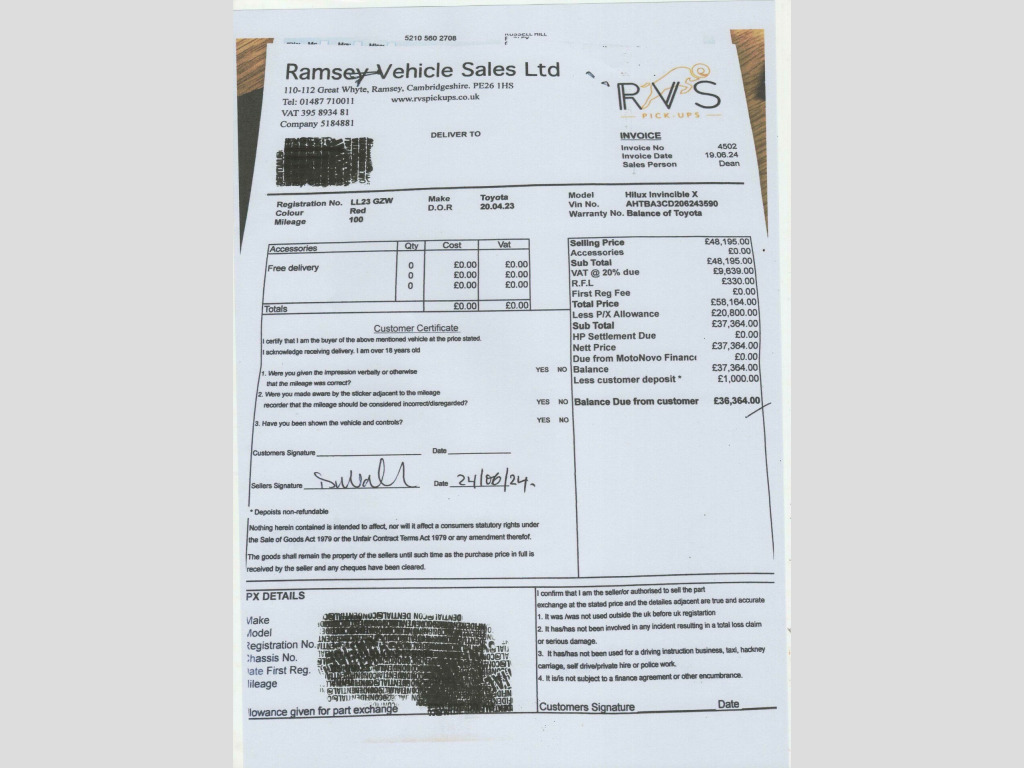 5210 560 2708
Ramsey Vehicle Sales Ltd
110-112 Great Whyte, Ramsey, Cambridgeshire. PE26 1HS
Tel: 01487 710011 www.rvspickups.co.uk
VAT 395 8934 81
Company 5184881
RVS
PICK-UPS
DELIVER TO
INVOICE
Invoice No 4502
Invoice Date 19.06.24
Sales Person Dean
Registration No. LL23 GZW Make Toyota Model Hilux Invincible X
Colour Red D.O.R 20.04.23 Vin No. AHTBA3CD206243590
Mileage 100 Warranty No. Balance of Toyota
Accessories Qty Cost Vat
Free delivery 0 £0.00 £0.00
0 £0.00 £0.00
0 £0.00 £0.00
Totals £0.00 £0.00
Selling Price £48,195.00
Accessories £0.00
Sub Total £48,195.00
VAT @ 20% due £9,639.00
R.F.L £330.00
First Reg Fee £0.00
Total Price £58,164.00
Less P/X Allowance £20,800.00
Sub Total £37,364.00
HP Settlement Due £0.00
Nett Price £37,364.00
Due from MotoNovo Finance £0.00
Balance £37,364.00
Less customer deposit * £1,000.00
Balance Due from customer £36,364.00
Customer Certificate
I certify that I am the buyer of the above mentioned vehicle at the price stated.
I acknowledge receiving delivery. I am over 18 years old
1. Were you given the impression verbally or otherwise
that the mileage was correct? YES NO
2. Were you made aware by the sticker adjacent to the mileage
recorder that the mileage should be considered incorrect/disregarded? YES NO
3. Have you been shown the vehicle and controls? YES NO
Customers Signature Date
Sellers Signature Date 24/06/24.
* Depoists non-refundable
Nothing herein contained is intended to affect, nor will it affect a consumers statutory rights under
the Sale of Goods Act 1979 or the Unfair Contract Terms Act 1979 or any amendment therefof.
The goods shall remain the property of the sellers until such time as the purchase price in full is
received by the seller and any cheques have been cleared.
PX DETAILS
Make
Model
Registration No.
Chassis No.
Date First Reg.
Mileage
llowance given for part exchange
I confirm that I am the seller/or authorised to sell the part
exchange at the stated price and the detailes adjacent are true and accurate
1. It was /was not used outside the uk before uk registartion
2. It has/has not been involved in any incident resulting in a total loss claim
or serious damage.
3. It has/has not been used for a driving instruction business, taxi, hackney
carriage, self drive/private hire or police work.
4. It is/is not subject to a finance agreement or other encumbrance.
Customers Signature Date